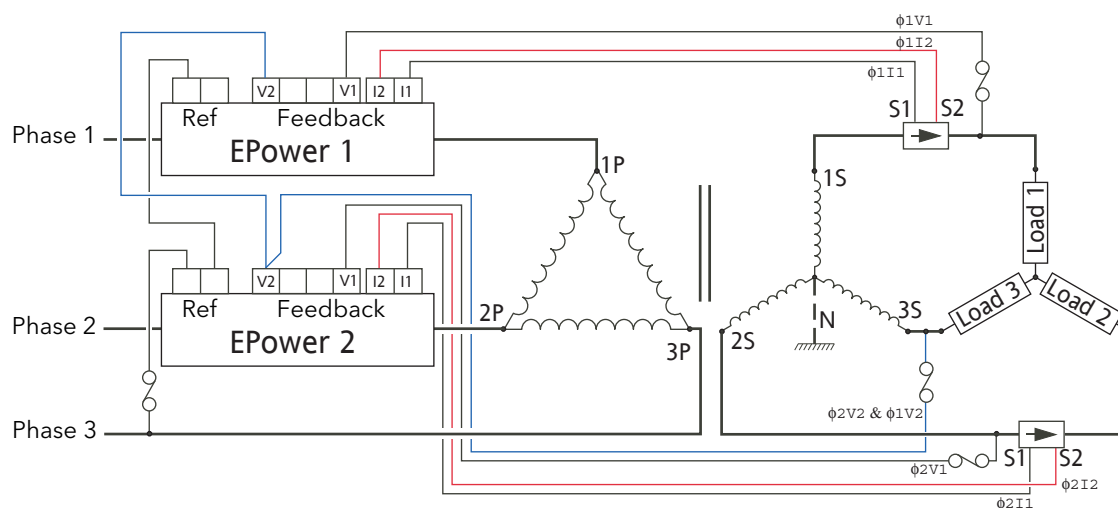 ϕ1V1
ϕ1I2
ϕ1I1
V2 V1 I2 I1
Ref Feedback
S1 S2
Phase 1 EPower 1
1P
1S
Load 1
V2 V1 I2 I1
Ref Feedback
Load 3 Load 2
Phase 2 EPower 2
2P
3P
2S
N
3S
ϕ2V2 & ϕ1V2
Phase 3
S1 S2
ϕ2V1
ϕ2I2
ϕ2I1